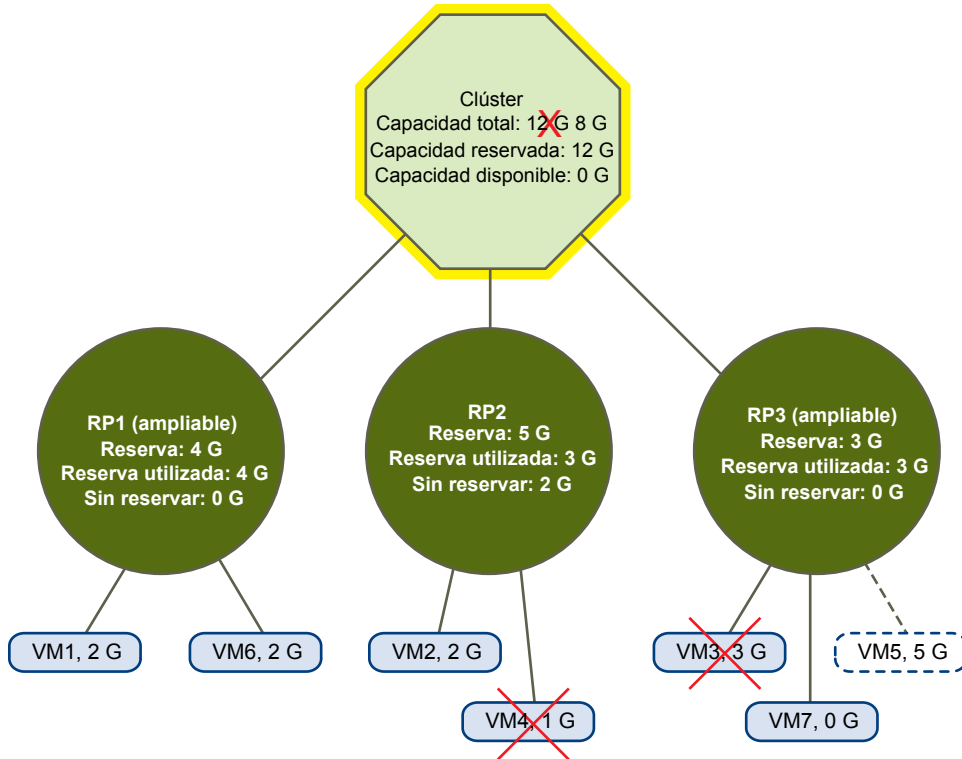 Clúster
Capacidad total: 12 G 8 G
Capacidad reservada: 12 G
Capacidad disponible: 0 G
RP1 (ampliable)
Reserva: 4 G
Reserva utilizada: 4 G
Sin reservar: 0 G
RP2
Reserva: 5 G
Reserva utilizada: 3 G
Sin reservar: 2 G
RP3 (ampliable)
Reserva: 3 G
Reserva utilizada: 3 G
Sin reservar: 0 G
VM1, 2 G
VM6, 2 G
VM2, 2 G
VM3, 3 G
VM5, 5 G
VM4, 1 G
VM7, 0 G